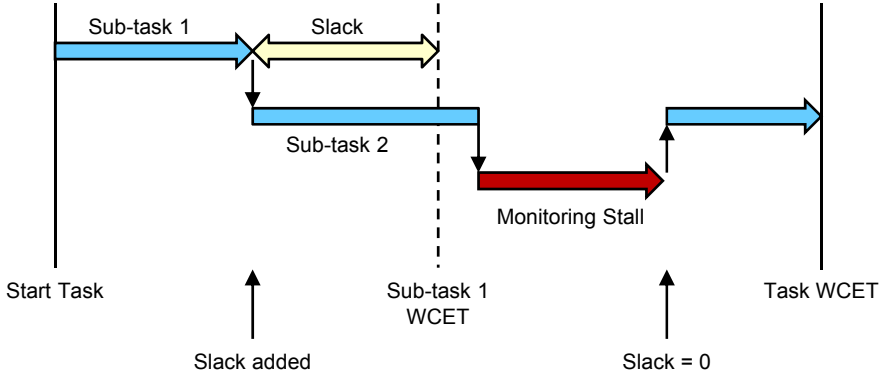 Sub-task 1
Slack
Sub-task 2
Monitoring Stall
Start Task
Sub-task 1
WCET
Task WCET
Slack added
Slack = 0